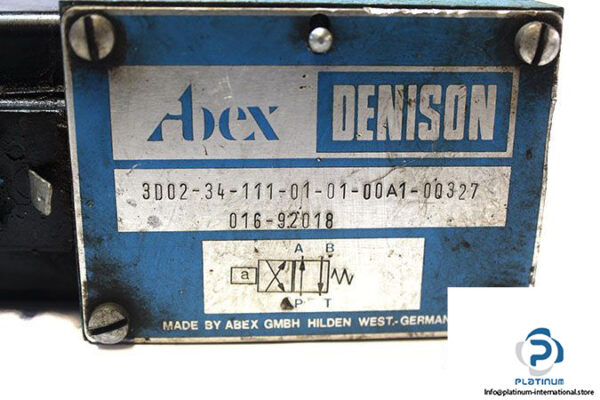 Abex DENISON
3D02-34-111-01-01-00A1-0Q327
016-92018
A B
a
P T
MADE BY ABEX GMBH HILDEN WEST.-GERMAN
PLATINUM
Info@platinum-international.store